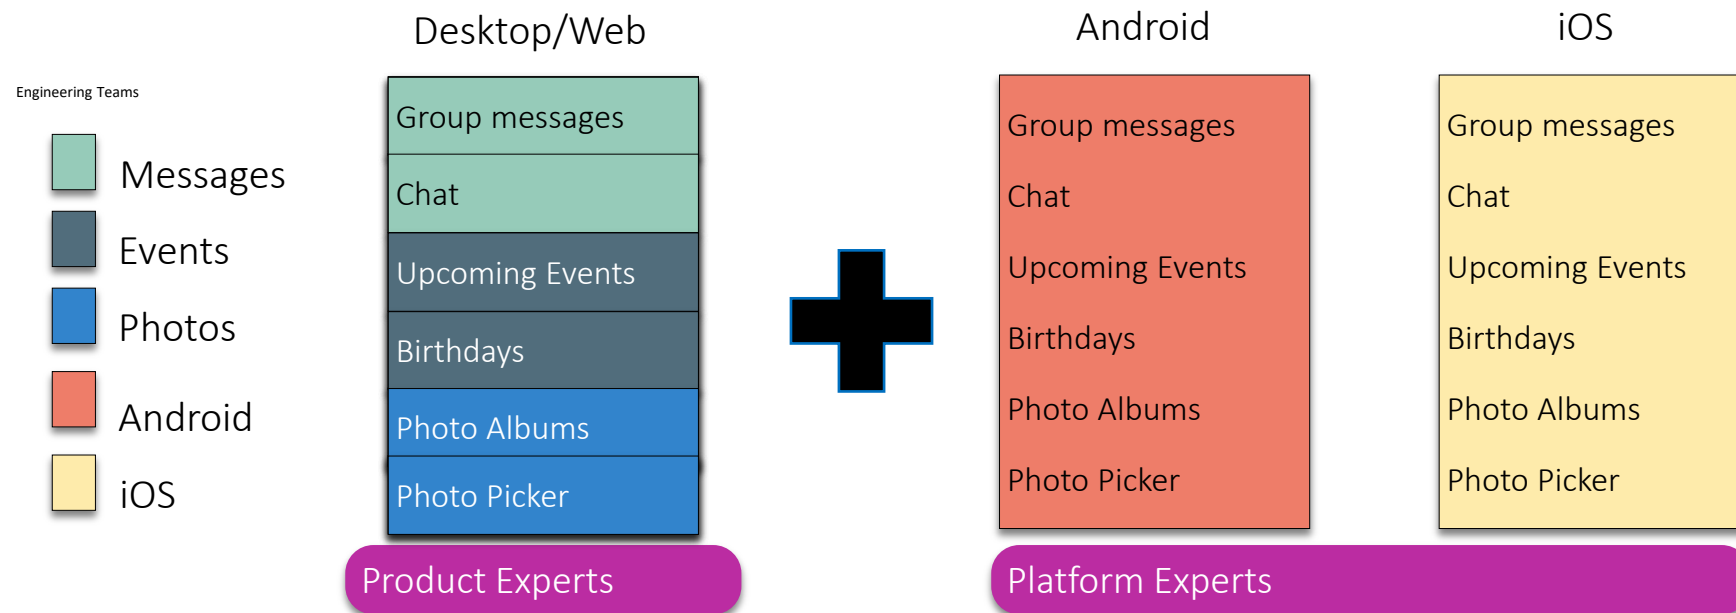 Desktop/Web
Android
iOS
Engineering Teams
Messages
Events
Photos
Android
iOS
Group messages
Chat
Upcoming Events
Birthdays
Photo Albums
Photo Picker
Product Experts
Group messages
Chat
Upcoming Events
Birthdays
Photo Albums
Photo Picker
Group messages
Chat
Upcoming Events
Birthdays
Photo Albums
Photo Picker
Platform Experts